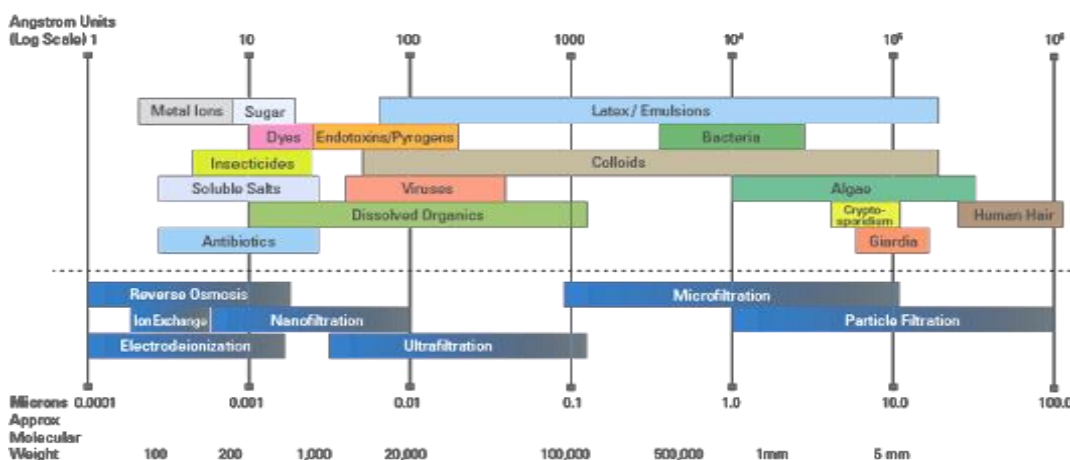 Angstrom Units
(Log Scale) 1 10 100 1000 10⁴ 10⁵ 10⁶
Metal Ions Sugar Latex / Emulsions
Dyes Endotoxins/Pyrogens Bacteria
Insecticides Colloids
Soluble Salts Viruses Algae
Dissolved Organics Crypto-
sporidium Human Hair
Antibiotics Giardia
Reverse Osmosis Microfiltration
Ion Exchange Nanofiltration Particle Filtration
Electrodeionization Ultrafiltration
Microns 0.0001 0.001 0.01 0.1 1.0 10.0 100.0
Approx
Molecular
Weight 100 200 1,000 20,000 100,000 500,000 1mm 5 mm